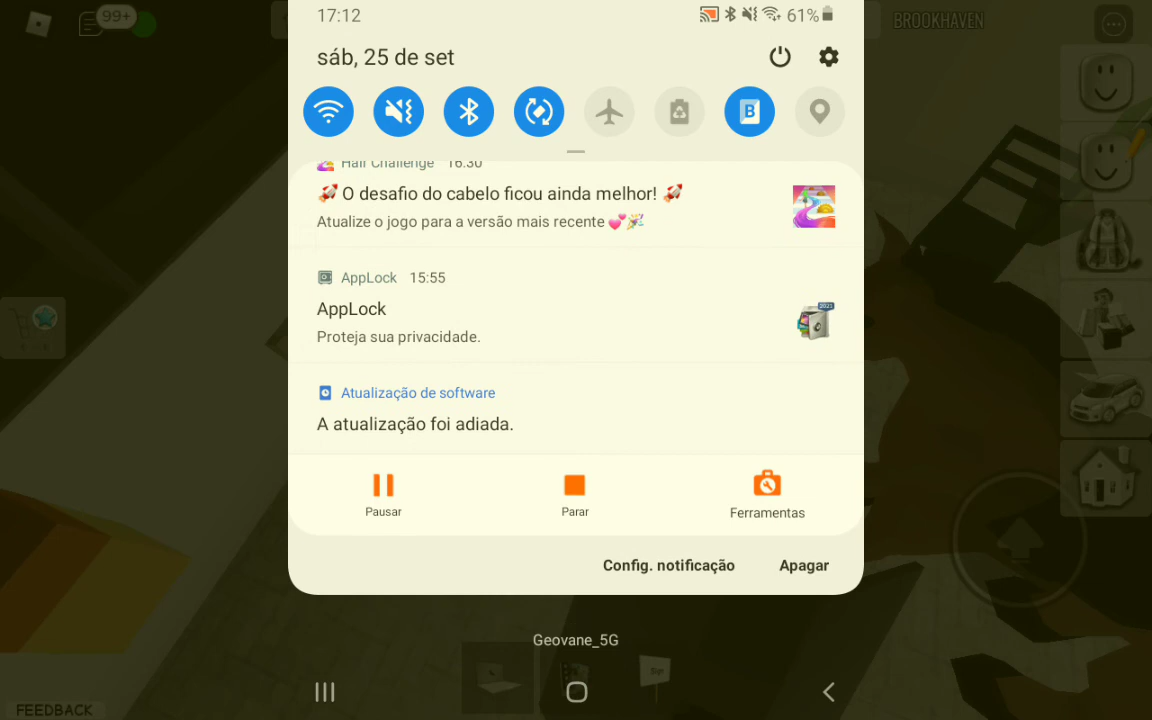 99+
17:12
61%
BROOKHAVEN
sáb, 25 de set
B
Hair Challenge 16:30
🚀 O desafio do cabelo ficou ainda melhor! 🚀
Atualize o jogo para a versão mais recente 💕🎉
AppLock 15:55
AppLock
Proteja sua privacidade.
Atualização de software
A atualização foi adiada.
Pausar
Parar
Ferramentas
Config. notificação
Apagar
Geovane_5G
FEEDBACK